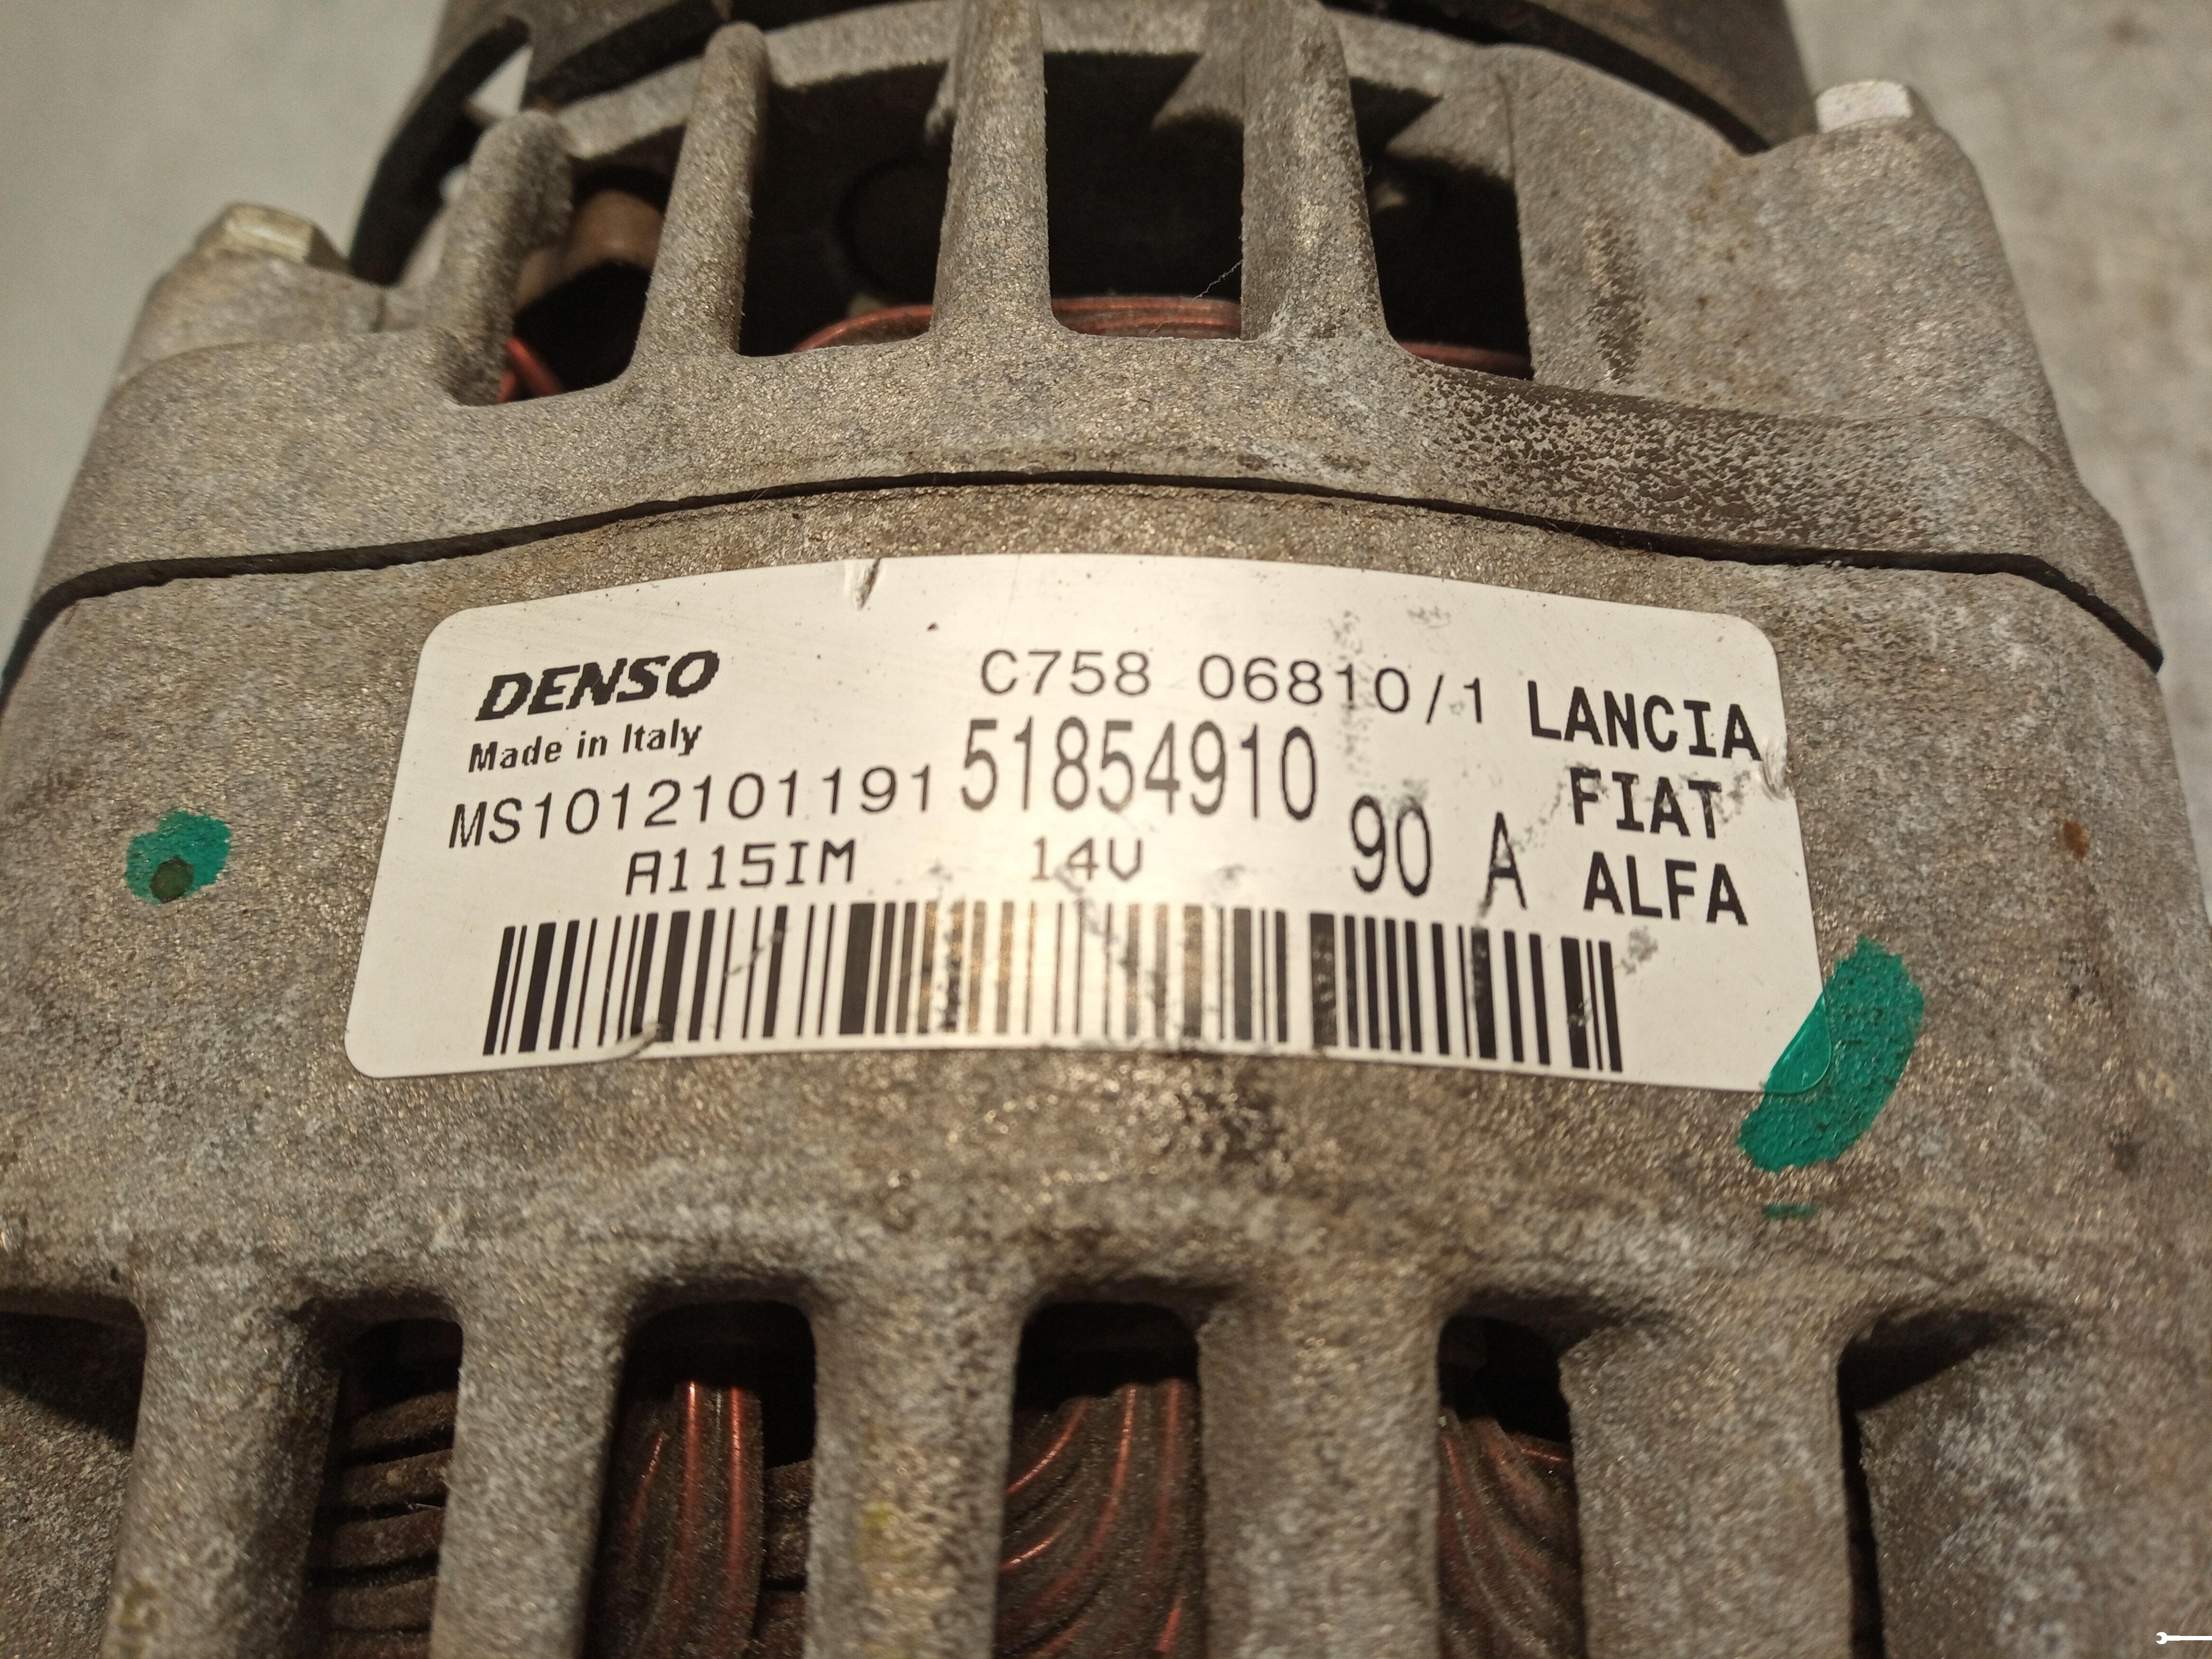 DENSO
Made in Italy
C758 06810/1
MS1012101191
51854910
A115IM
14V
90 A
LANCIA
FIAT
ALFA